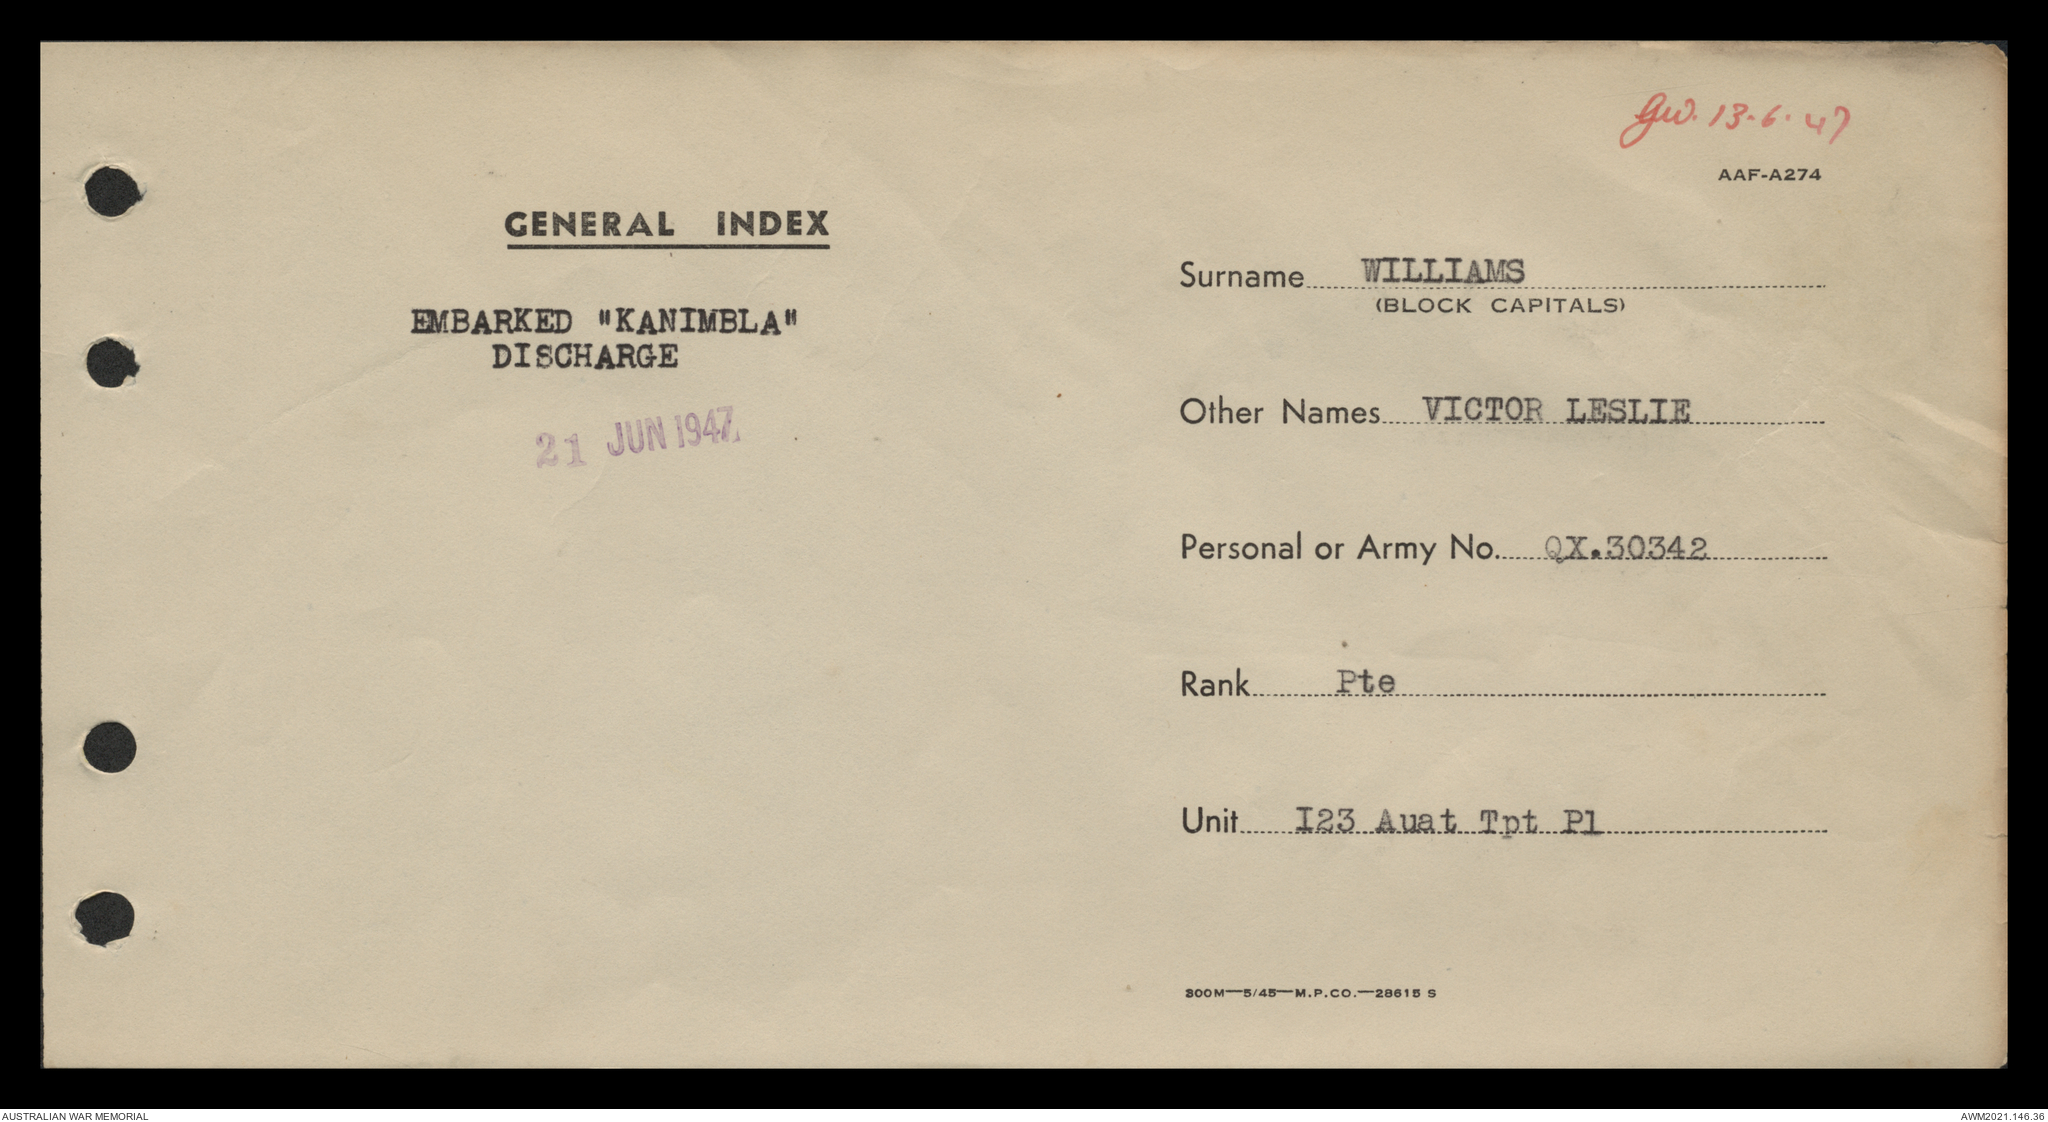 Gw. 13.6.47
AAF-A274
GENERAL INDEX
EMBARKED "KANIMBLA"
DISCHARGE
21 JUN 1947
Surname WILLIAMS
(BLOCK CAPITALS)
Other Names VICTOR LESLIE
Personal or Army No. QX.30342
Rank Pte
Unit I23 Auat Tpt Pl
300M—5/45—M.P.CO.—28615 S
AUSTRALIAN WAR MEMORIAL
AWM2021.146.36